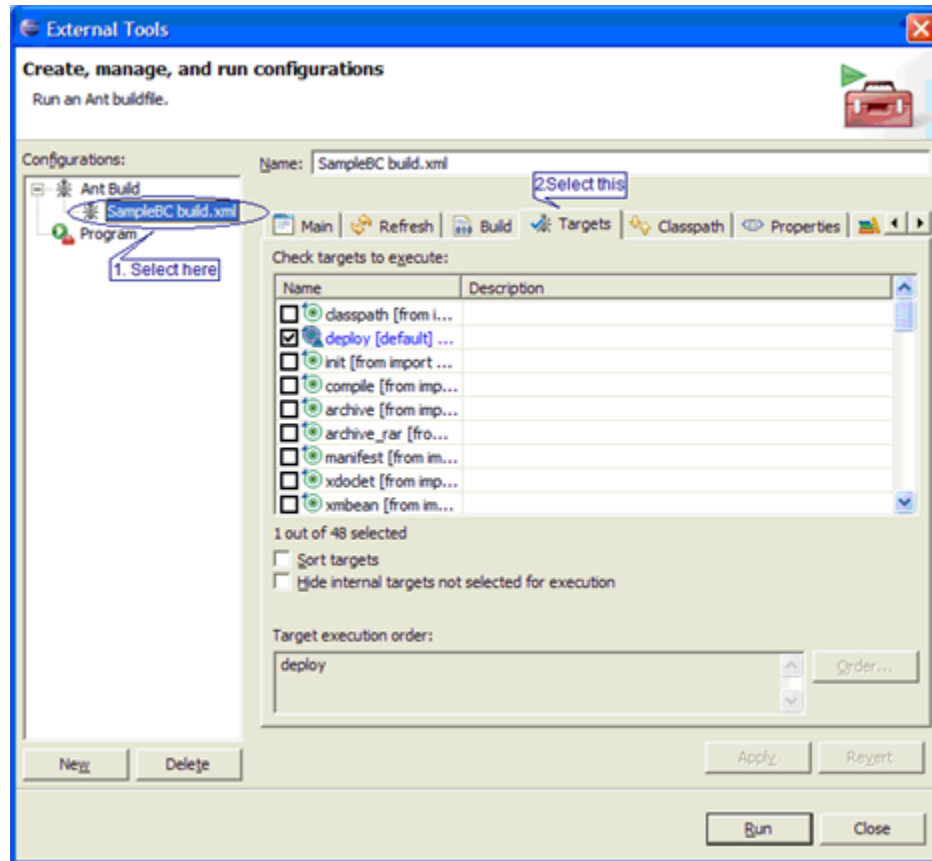 External Tools
Create, manage, and run configurations
Run an Ant buildfile.
Configurations:
Name: SampleBC build.xml
2.Select this
Ant Build
SampleBC build.xml
Program
1. Select here
Main Refresh Build Targets Classpath Properties
Check targets to execute:
Name Description
classpath [from i...
deploy [default] ...
init [from import ...
compile [from imp...
archive [from imp...
archive_rar [fro...
manifest [from im...
xdoclet [from imp...
xmbean [from im...
1 out of 48 selected
Sort targets
Hide internal targets not selected for execution
Target execution order:
deploy
Order...
New Delete
Apply Revert
Run Close